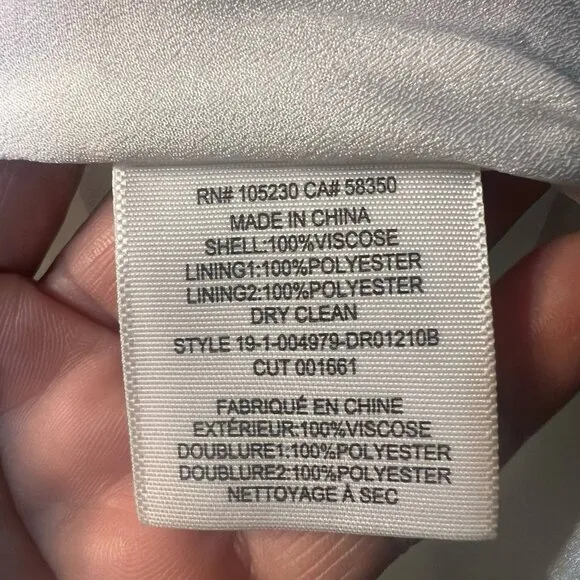 RN# 105230 CA# 58350
MADE IN CHINA
SHELL:100%VISCOSE
LINING1:100%POLYESTER
LINING2:100%POLYESTER
DRY CLEAN
STYLE 19-1-004979-DR01210B
CUT 001661
FABRIQUÉ EN CHINE
EXTÉRIEUR:100%VISCOSE
DOUBLURE1:100%POLYESTER
DOUBLURE2:100%POLYESTER
NETTOYAGE À SEC